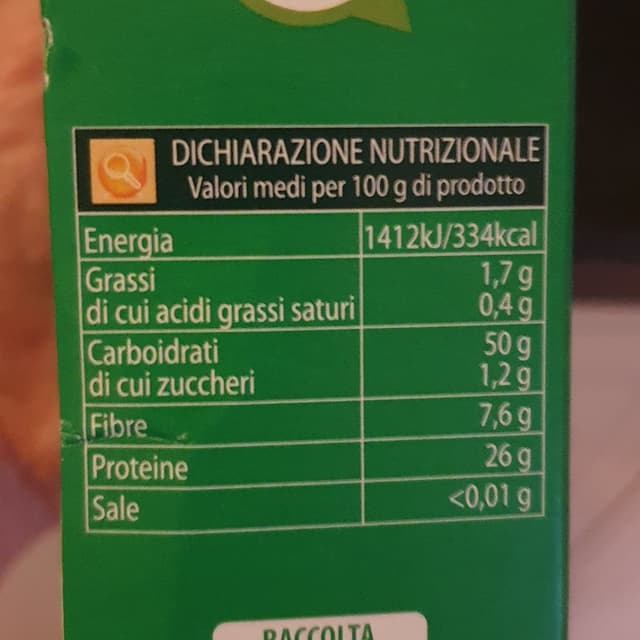 DICHIARAZIONE NUTRIZIONALE
Valori medi per 100 g di prodotto
Energia 1412kJ/334kcal
Grassi 1,7 g
di cui acidi grassi saturi 0,4 g
Carboidrati 50 g
di cui zuccheri 1,2 g
Fibre 7,6 g
Proteine 26 g
Sale <0,01 g
RACCOLTA